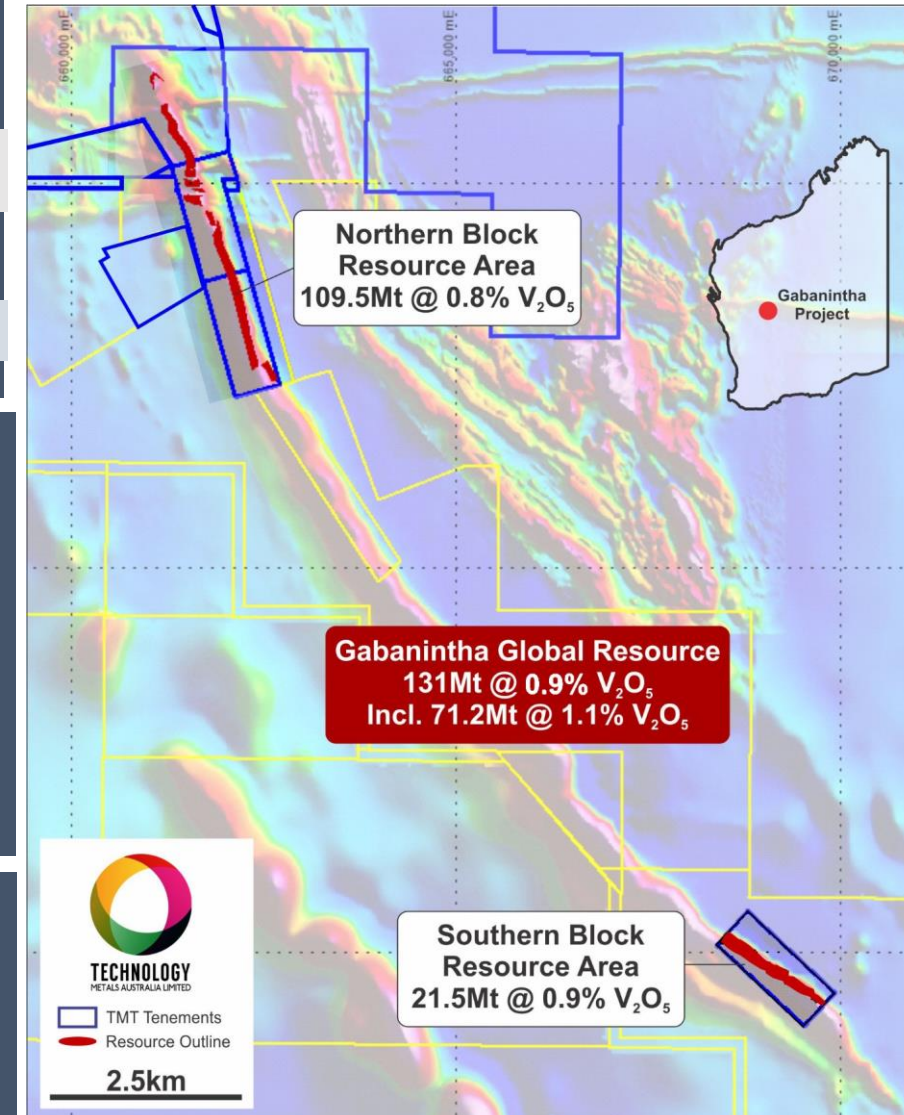 660,000 mE
665,000 mE
670,000 mE
Northern Block
Resource Area
109.5Mt @ 0.8% V₂O₅
Gabanintha
Project
Gabanintha Global Resource
131Mt @ 0.9% V₂O₅
Incl. 71.2Mt @ 1.1% V₂O₅
Southern Block
Resource Area
21.5Mt @ 0.9% V₂O₅
TECHNOLOGY
METALS AUSTRALIA LIMITED
TMT Tenements
Resource Outline
2.5km